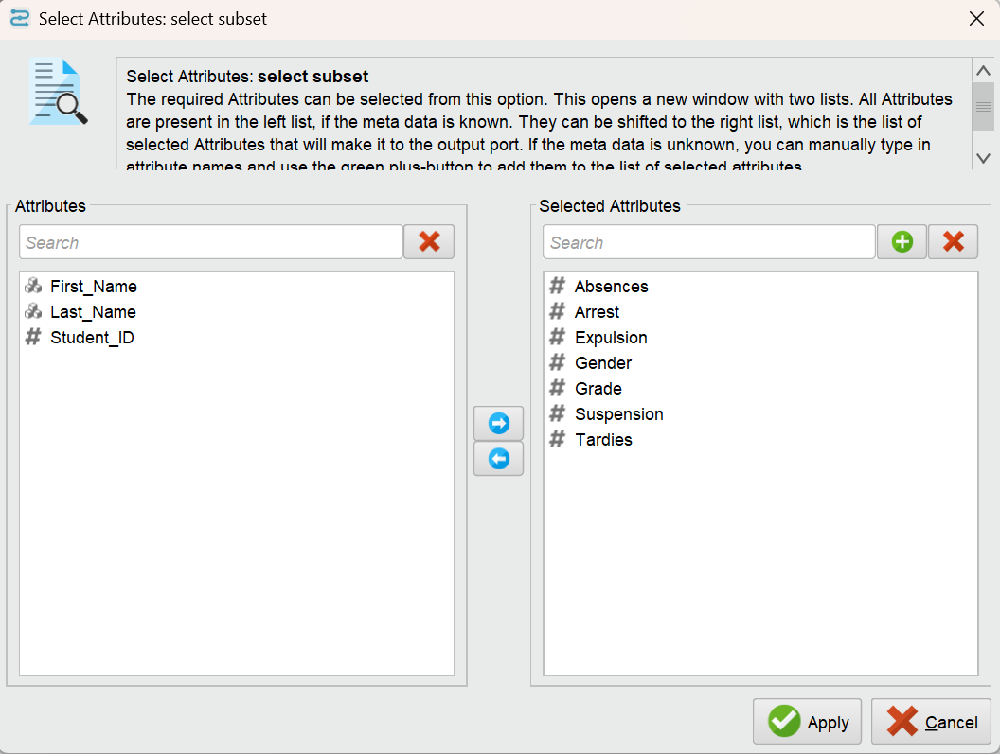 Select Attributes: select subset
Select Attributes: select subset
The required Attributes can be selected from this option. This opens a new window with two lists. All Attributes
are present in the left list, if the meta data is known. They can be shifted to the right list, which is the list of
selected Attributes that will make it to the output port. If the meta data is unknown, you can manually type in
attribute names and use the green plus-button to add them to the list of selected attributes.
Attributes
Search
First_Name
Last_Name
Student_ID
Selected Attributes
Search
Absences
Arrest
Expulsion
Gender
Grade
Suspension
Tardies
Apply
Cancel